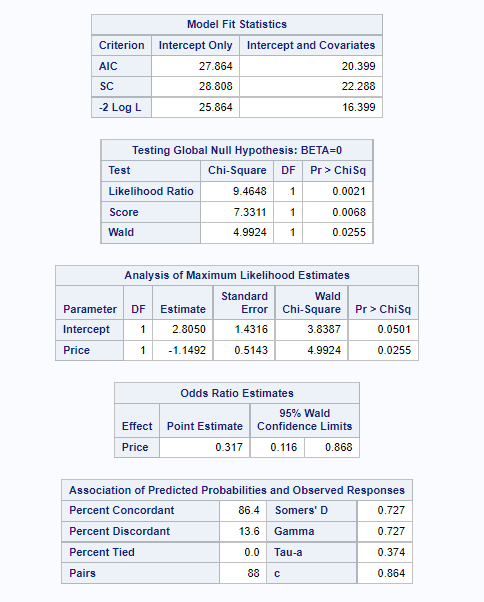 Model Fit Statistics
Criterion Intercept Only Intercept and Covariates
AIC 27.864 20.399
SC 28.808 22.288
-2 Log L 25.864 16.399
Testing Global Null Hypothesis: BETA=0
Test Chi-Square DF Pr > ChiSq
Likelihood Ratio 9.4648 1 0.0021
Score 7.3311 1 0.0068
Wald 4.9924 1 0.0255
Analysis of Maximum Likelihood Estimates
Parameter DF Estimate Standard Error Wald Chi-Square Pr > ChiSq
Intercept 1 2.8050 1.4316 3.8387 0.0501
Price 1 -1.1492 0.5143 4.9924 0.0255
Odds Ratio Estimates
Effect Point Estimate 95% Wald Confidence Limits
Price 0.317 0.116 0.868
Association of Predicted Probabilities and Observed Responses
Percent Concordant 86.4 Somers' D 0.727
Percent Discordant 13.6 Gamma 0.727
Percent Tied 0.0 Tau-a 0.374
Pairs 88 c 0.864